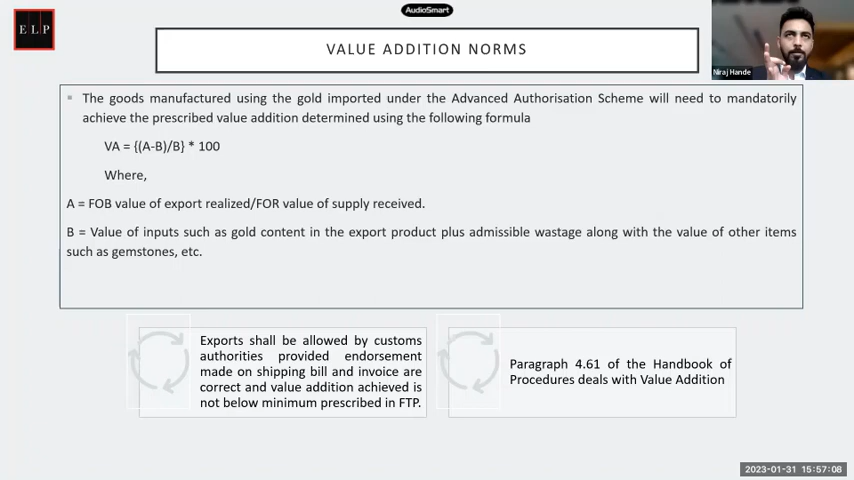 AudioSmart
ELP
VALUE ADDITION NORMS
Niraj Hande
The goods manufactured using the gold imported under the Advanced Authorisation Scheme will need to mandatorily
achieve the prescribed value addition determined using the following formula
VA = {(A-B)/B} * 100
Where,
A = FOB value of export realized/FOR value of supply received.
B = Value of inputs such as gold content in the export product plus admissible wastage along with the value of other items
such as gemstones, etc.
Exports shall be allowed by customs
authorities provided endorsement
made on shipping bill and invoice are
correct and value addition achieved is
not below minimum prescribed in FTP.
Paragraph 4.61 of the Handbook of
Procedures deals with Value Addition
2023-01-31 15:57:08